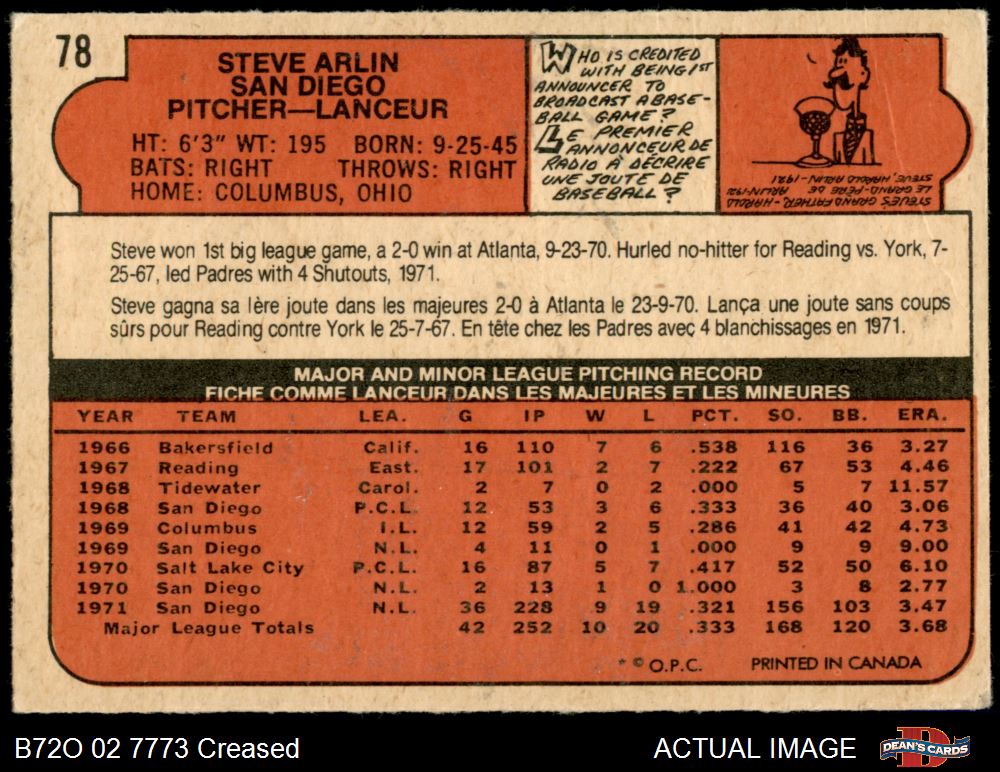 78
STEVE ARLIN
SAN DIEGO
PITCHER—LANCEUR
HT: 6'3" WT: 195 BORN: 9-25-45
BATS: RIGHT THROWS: RIGHT
HOME: COLUMBUS, OHIO
WHO IS CREDITED
WITH BEING 1ST
ANNOUNCER TO
BROADCAST A BASE-
BALL GAME?
LE PREMIER
ANNONCEUR DE
RADIO À DÉCRIRE
UNE JOUTE DE
BASEBALL?
STEVE'S GRANDFATHER - HAROLD
ARLIN-1921
LE GRAND-PÈRE DE
STEVE, HAROLD ARLIN-1921
Steve won 1st big league game, a 2-0 win at Atlanta, 9-23-70. Hurled no-hitter for Reading vs. York, 7-
25-67, led Padres with 4 Shutouts, 1971.
Steve gagna sa lère joute dans les majeures 2-0 à Atlanta le 23-9-70. Lança une joute sans coups
sûrs pour Reading contre York le 25-7-67. En tête chez les Padres avec 4 blanchissages en 1971.
MAJOR AND MINOR LEAGUE PITCHING RECORD
FICHE COMME LANCEUR DANS LES MAJEURES ET LES MINEURES
YEAR TEAM LEA. G IP W L PCT. SO. BB. ERA.
1966 Bakersfield Calif. 16 110 7 6 .538 116 36 3.27
1967 Reading East. 17 101 2 7 .222 67 53 4.46
1968 Tidewater Carol. 2 7 0 2 .000 5 7 11.57
1968 San Diego P.C.L. 12 53 3 6 .333 36 40 3.06
1969 Columbus I.L. 12 59 2 5 .286 41 42 4.73
1969 San Diego N.L. 4 11 0 1 .000 9 9 9.00
1970 Salt Lake City P.C.L. 16 87 5 7 .417 52 50 6.10
1970 San Diego N.L. 2 13 1 0 1.000 3 8 2.77
1971 San Diego N.L. 36 228 9 19 .321 156 103 3.47
Major League Totals 42 252 10 20 .333 168 120 3.68
* © O.P.C. PRINTED IN CANADA
B72O 02 7773 Creased ACTUAL IMAGE
DEAN'S CARDS